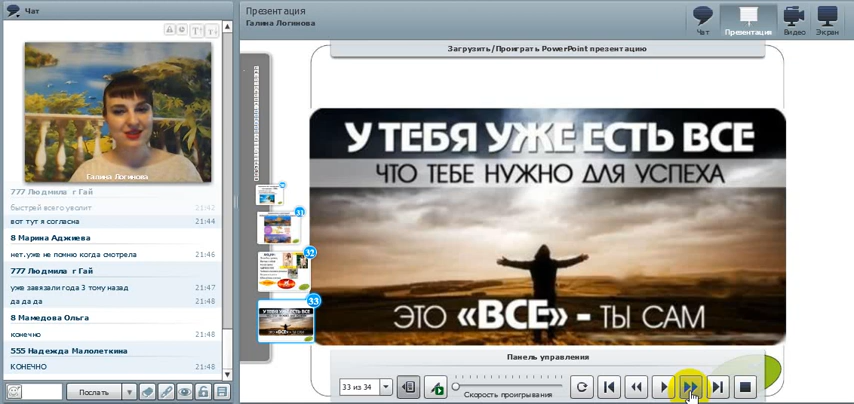 Чат
Галина Логинова
777 Людмила г Гай
быстрей всего уволит 21:42
вот тут я согласна 21:44
8 Марина Аджиева
нет.уже не помню когда смотрела 21:46
777 Людмила г Гай
уже завязали года 3 тому назад 21:47
да да да 21:48
8 Мамедова Ольга
конечно 21:48
555 Надежда Малолеткина
КОНЕЧНО 21:48
Послать
Презентация
Галина Логинова
Чат
Презентация
Видео
Экран
Загрузить/Проиграть PowerPoint презентацию
31
32
33
У ТЕБЯ УЖЕ ЕСТЬ ВСЕ
ЧТО ТЕБЕ НУЖНО ДЛЯ УСПЕХА
ЭТО «ВСЕ» - ТЫ САМ
Панель управления
33 из 34
Скорость проигрывания